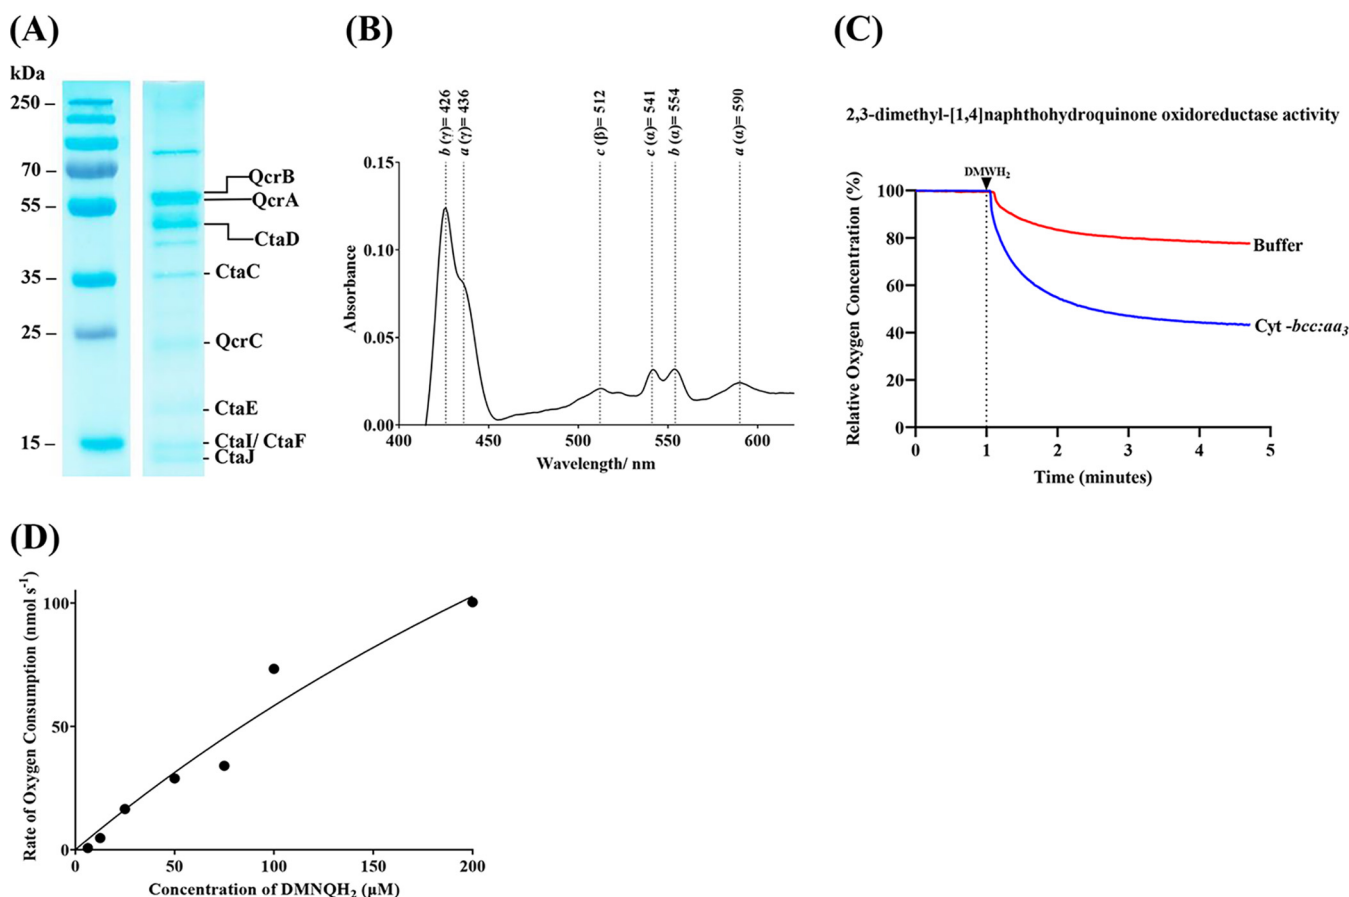 (A)
kDa
250
70
55
35
25
15
QcrB
QcrA
CtaD
CtaC
QcrC
CtaE
CtaI/ CtaF
CtaJ
(B)
b (γ)= 426
a (γ)= 436
c (β)= 512
c (α)= 541
b (α)= 554
a (α)= 590
Absorbance
0.15
0.10
0.05
0.00
400
450
500
550
600
Wavelength/ nm
(C)
2,3-dimethyl-[1,4]naphthohydroquinone oxidoreductase activity
DMWH₂
Relative Oxygen Concentration (%)
100
80
60
40
20
0
Buffer
Cyt -bcc:aa₃
0
1
2
3
4
5
Time (minutes)
(D)
Rate of Oxygen Consumption (nmol s⁻¹)
100
50
0
0
50
100
150
200
Concentration of DMNQH₂ (µM)